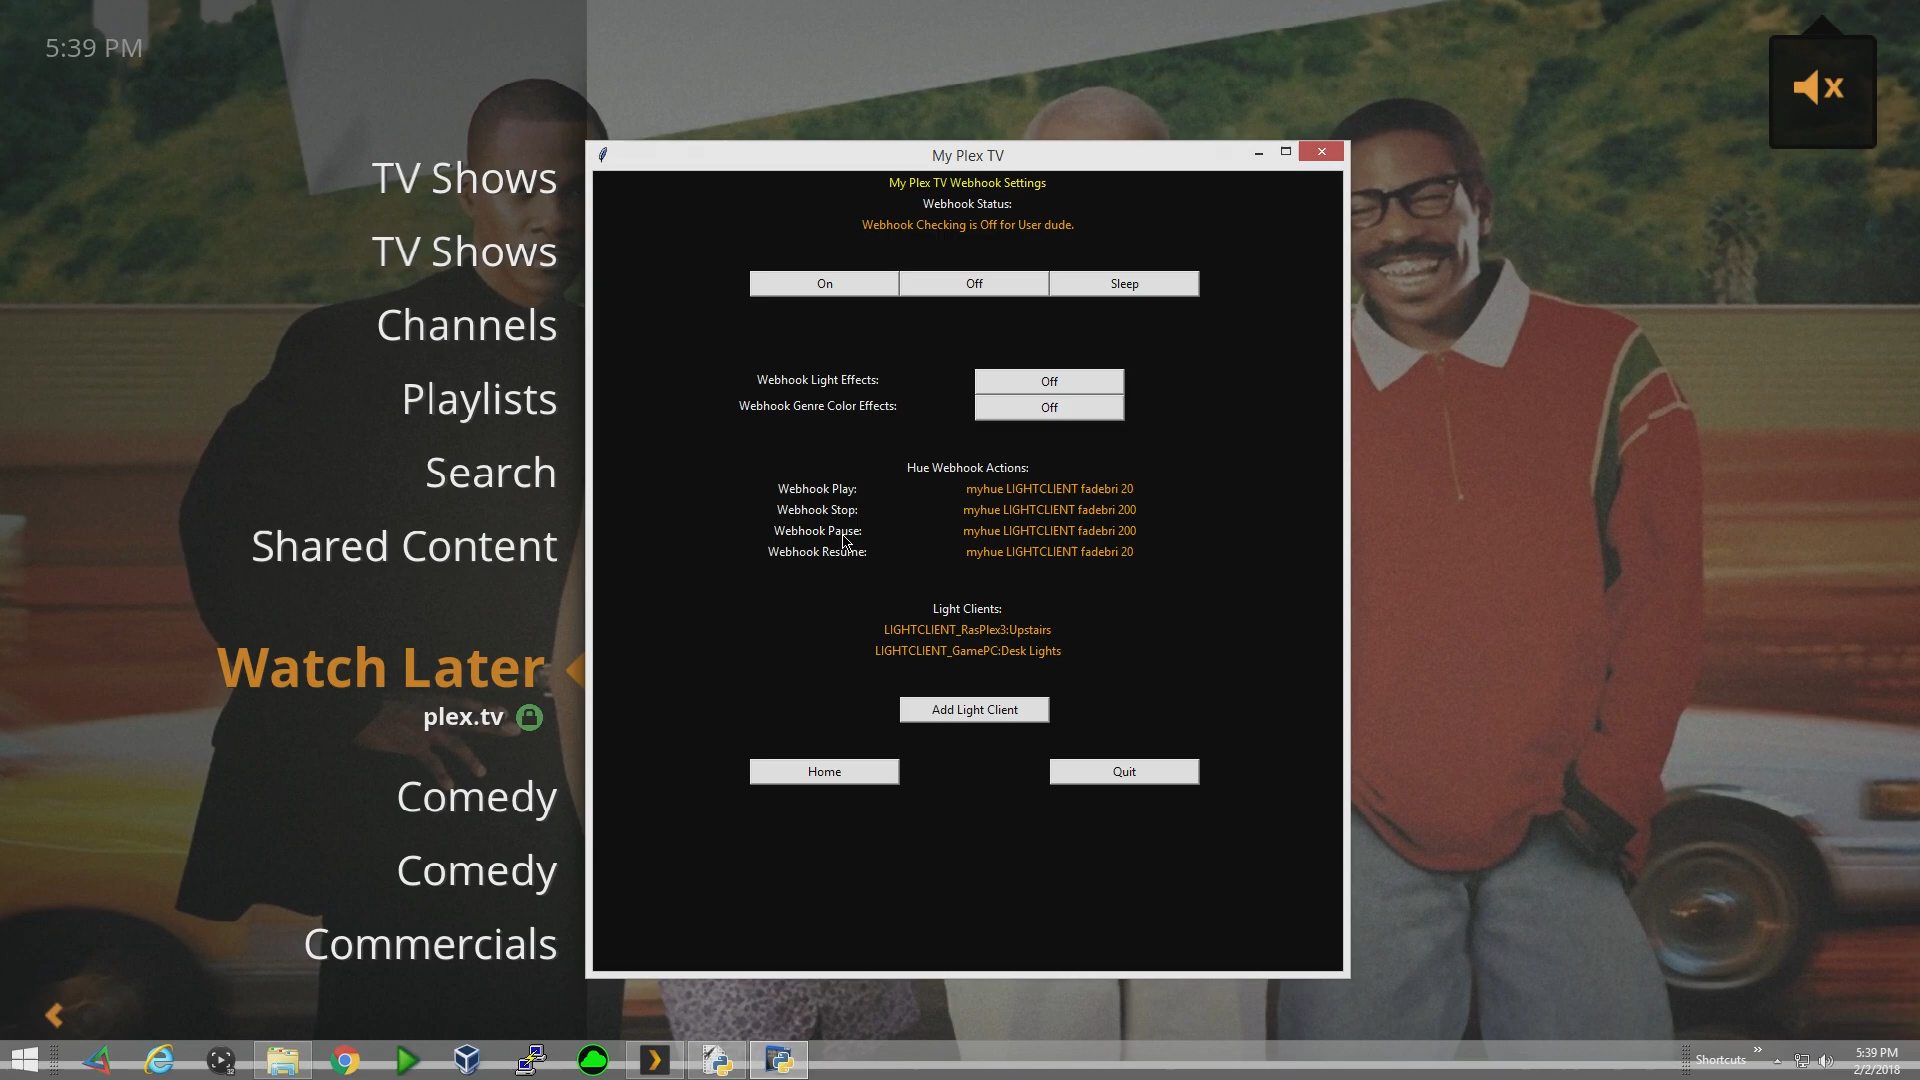 5:39 PM
TV Shows
TV Shows
Channels
Playlists
Search
Shared Content
Watch Later
plex.tv
Comedy
Comedy
Commercials
My Plex TV
My Plex TV Webhook Settings
Webhook Status:
Webhook Checking is Off for User dude.
On Off Sleep
Webhook Light Effects: Off
Webhook Genre Color Effects: Off
Hue Webhook Actions:
Webhook Play: myhue LIGHTCLIENT fadebri 20
Webhook Stop: myhue LIGHTCLIENT fadebri 200
Webhook Pause: myhue LIGHTCLIENT fadebri 200
Webhook Resume: myhue LIGHTCLIENT fadebri 20
Light Clients:
LIGHTCLIENT_RasPlex3:Upstairs
LIGHTCLIENT_GamePC:Desk Lights
Add Light Client
Home Quit
32
Shortcuts
5:39 PM
2/2/2018